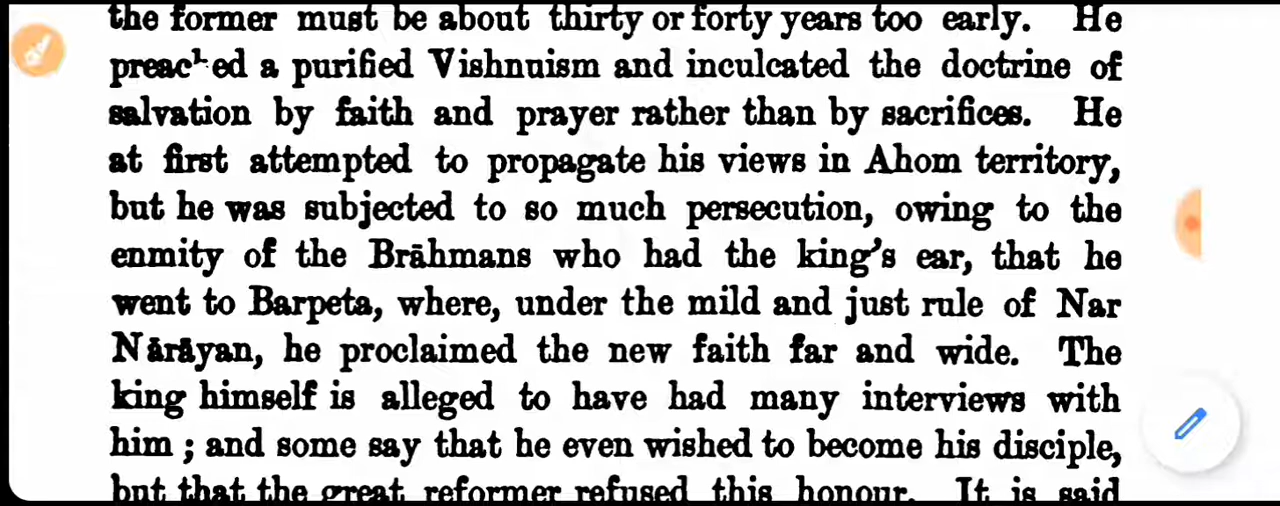 the former must be about thirty or forty years too early. He
preached a purified Vishnuism and inculcated the doctrine of
salvation by faith and prayer rather than by sacrifices. He
at first attempted to propagate his views in Ahom territory,
but he was subjected to so much persecution, owing to the
enmity of the Brāhmans who had the king's ear, that he
went to Barpeta, where, under the mild and just rule of Nar
Nārāyan, he proclaimed the new faith far and wide. The
king himself is alleged to have had many interviews with
him ; and some say that he even wished to become his disciple,
but that the great reformer refused this honour. It is said